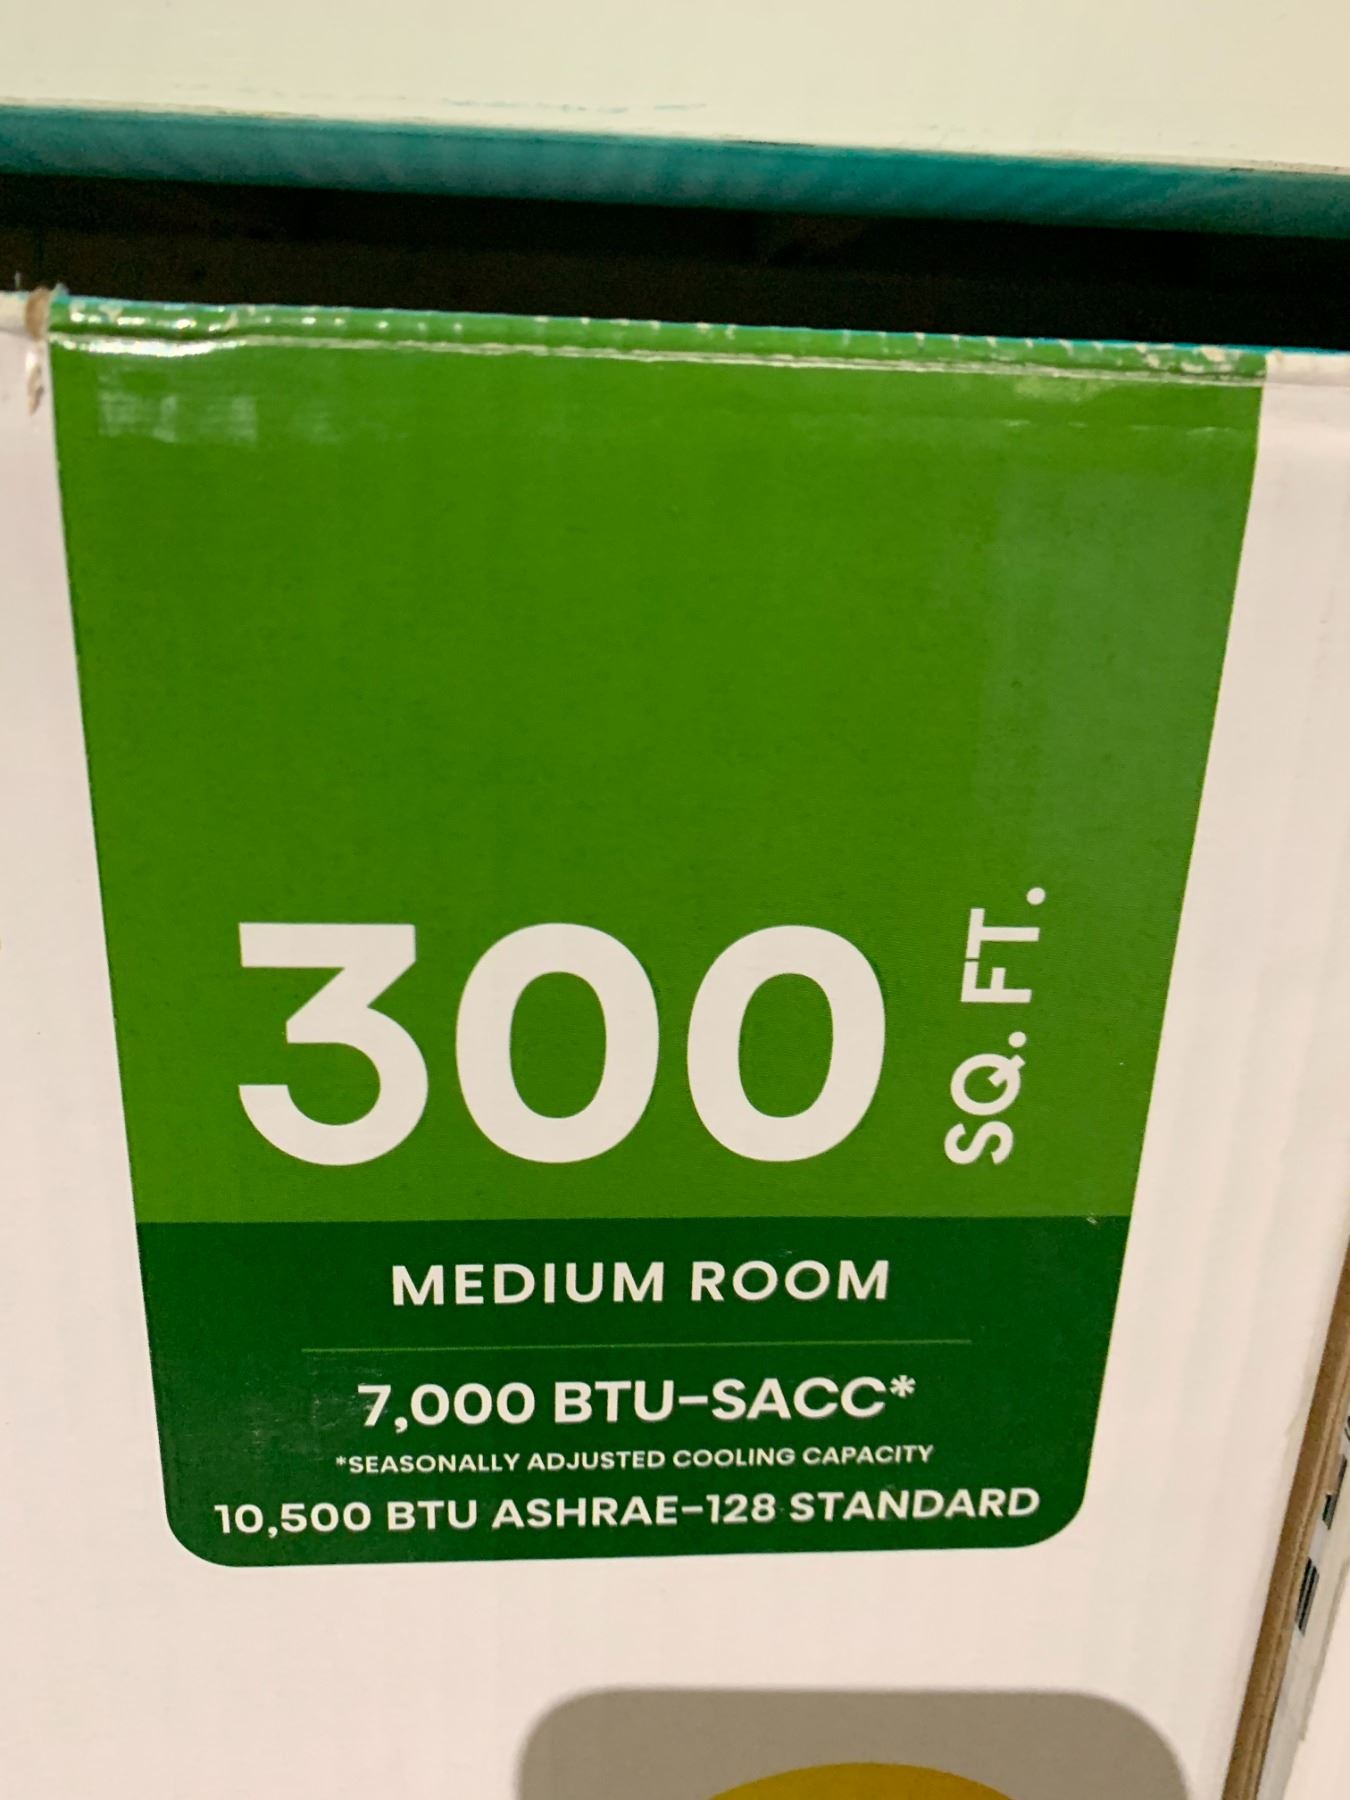 300 SQ. FT.
MEDIUM ROOM
7,000 BTU-SACC*
*SEASONALLY ADJUSTED COOLING CAPACITY
10,500 BTU ASHRAE-128 STANDARD